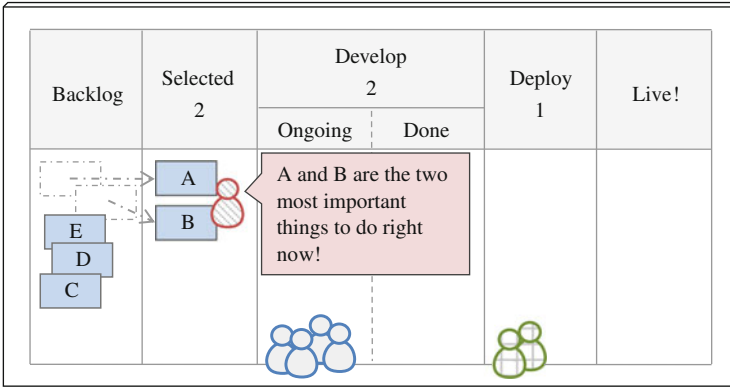 Backlog
Selected
2
Develop
2
Ongoing
Done
Deploy
1
Live!
A
B
E
D
C
A and B are the two
most important
things to do right
now!